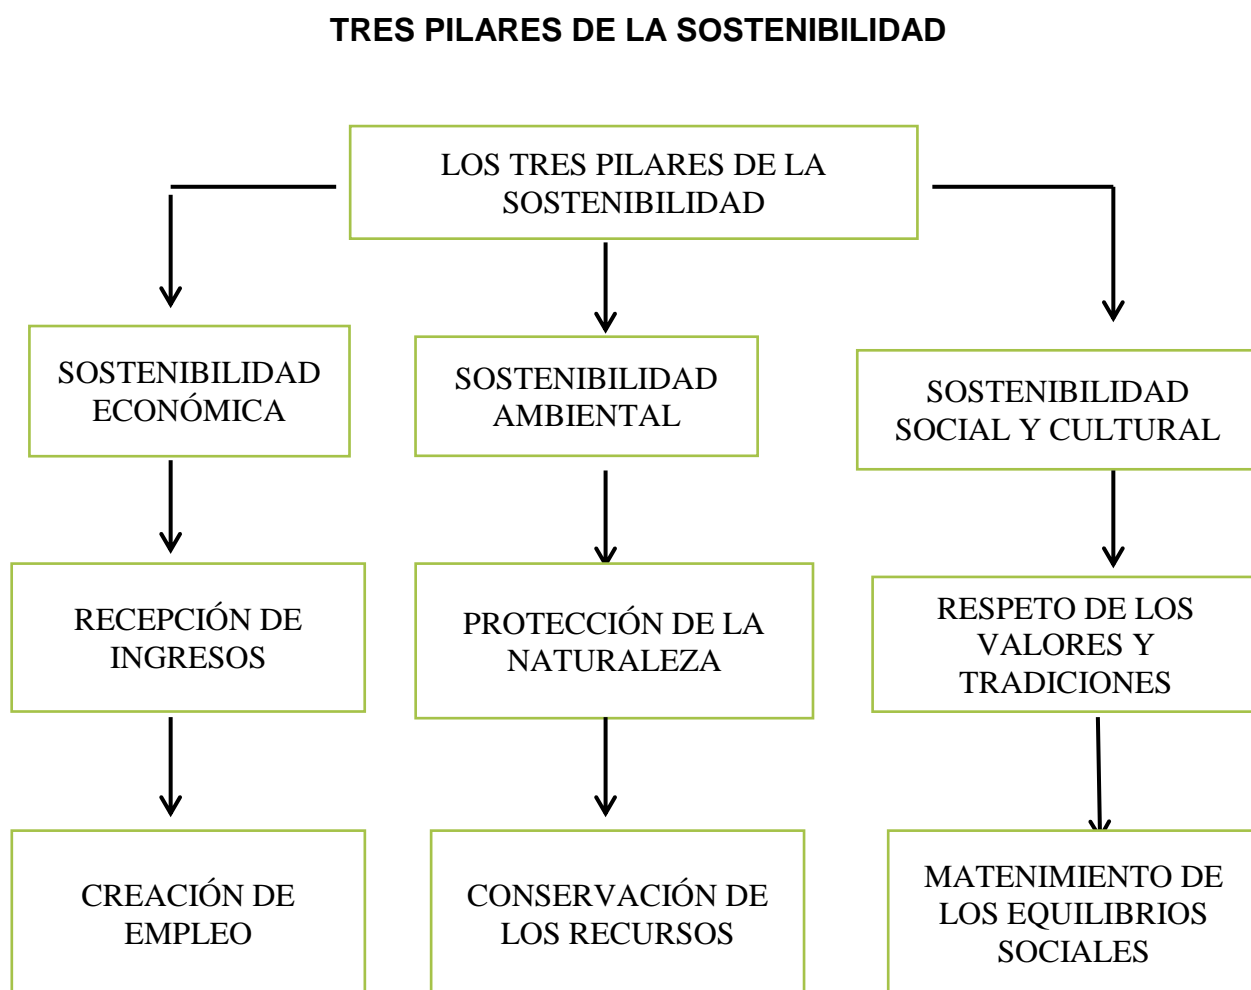 TRES PILARES DE LA SOSTENIBILIDAD
LOS TRES PILARES DE LA
SOSTENIBILIDAD
SOSTENIBILIDAD
ECONÓMICA
SOSTENIBILIDAD
AMBIENTAL
SOSTENIBILIDAD
SOCIAL Y CULTURAL
RECEPCIÓN DE
INGRESOS
PROTECCIÓN DE LA
NATURALEZA
RESPETO DE LOS
VALORES Y
TRADICIONES
CREACIÓN DE
EMPLEO
CONSERVACIÓN DE
LOS RECURSOS
MATENIMIENTO DE
LOS EQUILIBRIOS
SOCIALES